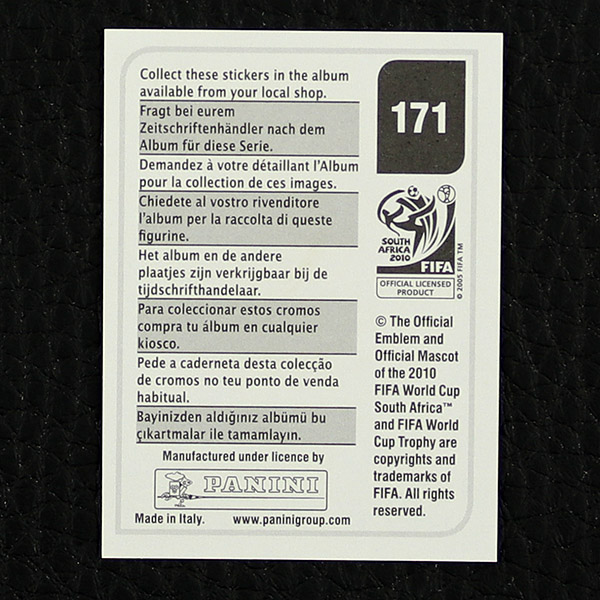 Collect these stickers in the album
available from your local shop.
Fragt bei eurem
Zeitschriftenhändler nach dem
Album für diese Serie.
Demandez à votre détaillant l'Album
pour la collection de ces images.
Chiedete al vostro rivenditore
l'album per la raccolta di queste
figurine.
Het album en de andere
plaatjes zijn verkrijgbaar bij de
tijdschrifthandelaar.
Para coleccionar estos cromos
compra tu álbum en cualquier
kiosco.
Pede a caderneta desta colecção
de cromos no teu ponto de venda
habitual.
Bayinizden aldığınız albümü bu
çıkartmalar ile tamamlayın.
Manufactured under licence by
PANINI
Made in Italy. www.paninigroup.com
171
SOUTH
AFRICA
2010
FIFA
OFFICIAL LICENSED
PRODUCT
© 2005 FIFA TM
© The Official
Emblem and
Official Mascot
of the 2010
FIFA World Cup
South Africa™
and FIFA World
Cup Trophy are
copyrights and
trademarks of
FIFA. All rights
reserved.